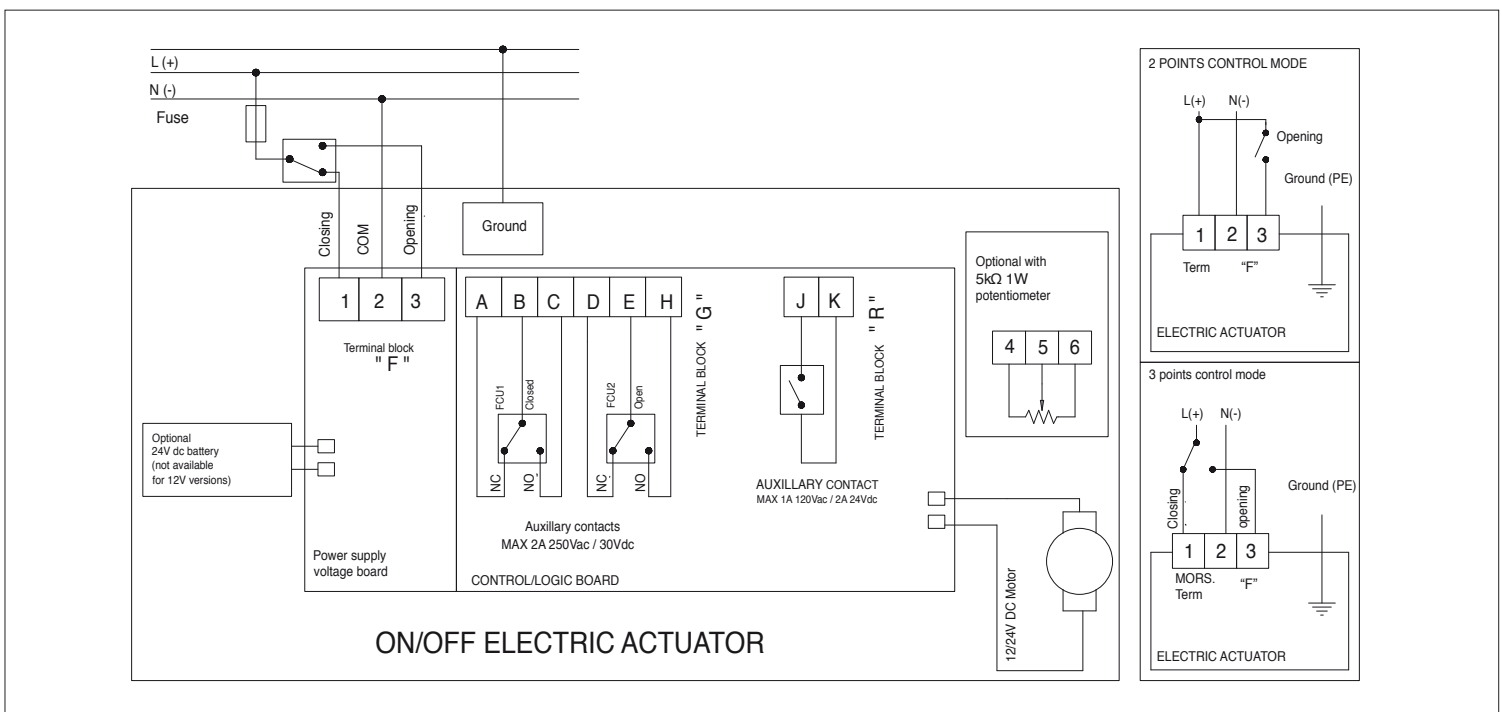 L (+)
N (-)
Fuse
Closing
COM
Opening
Ground
1 2 3
Terminal block
" F "
A B C D E H
TERMINAL BLOCK " G "
FCU1
Closed
NC
NO
FCU2
Open
NC
NO
Auxillary contacts
MAX 2A 250Vac / 30Vdc
J K
TERMINAL BLOCK " R "
AUXILLARY CONTACT
MAX 1A 120Vac / 2A 24Vdc
Optional with
5kΩ 1W
potentiometer
4 5 6
Optional
24V dc battery
(not available
for 12V versions)
Power supply
voltage board
CONTROL/LOGIC BOARD
12/24V DC Motor
ON/OFF ELECTRIC ACTUATOR
2 POINTS CONTROL MODE
L(+) N(-)
Opening
Ground (PE)
1 2 3
Term "F"
ELECTRIC ACTUATOR
3 points control mode
L(+) N(-)
Closing
opening
Ground (PE)
1 2 3
MORS.
Term "F"
ELECTRIC ACTUATOR